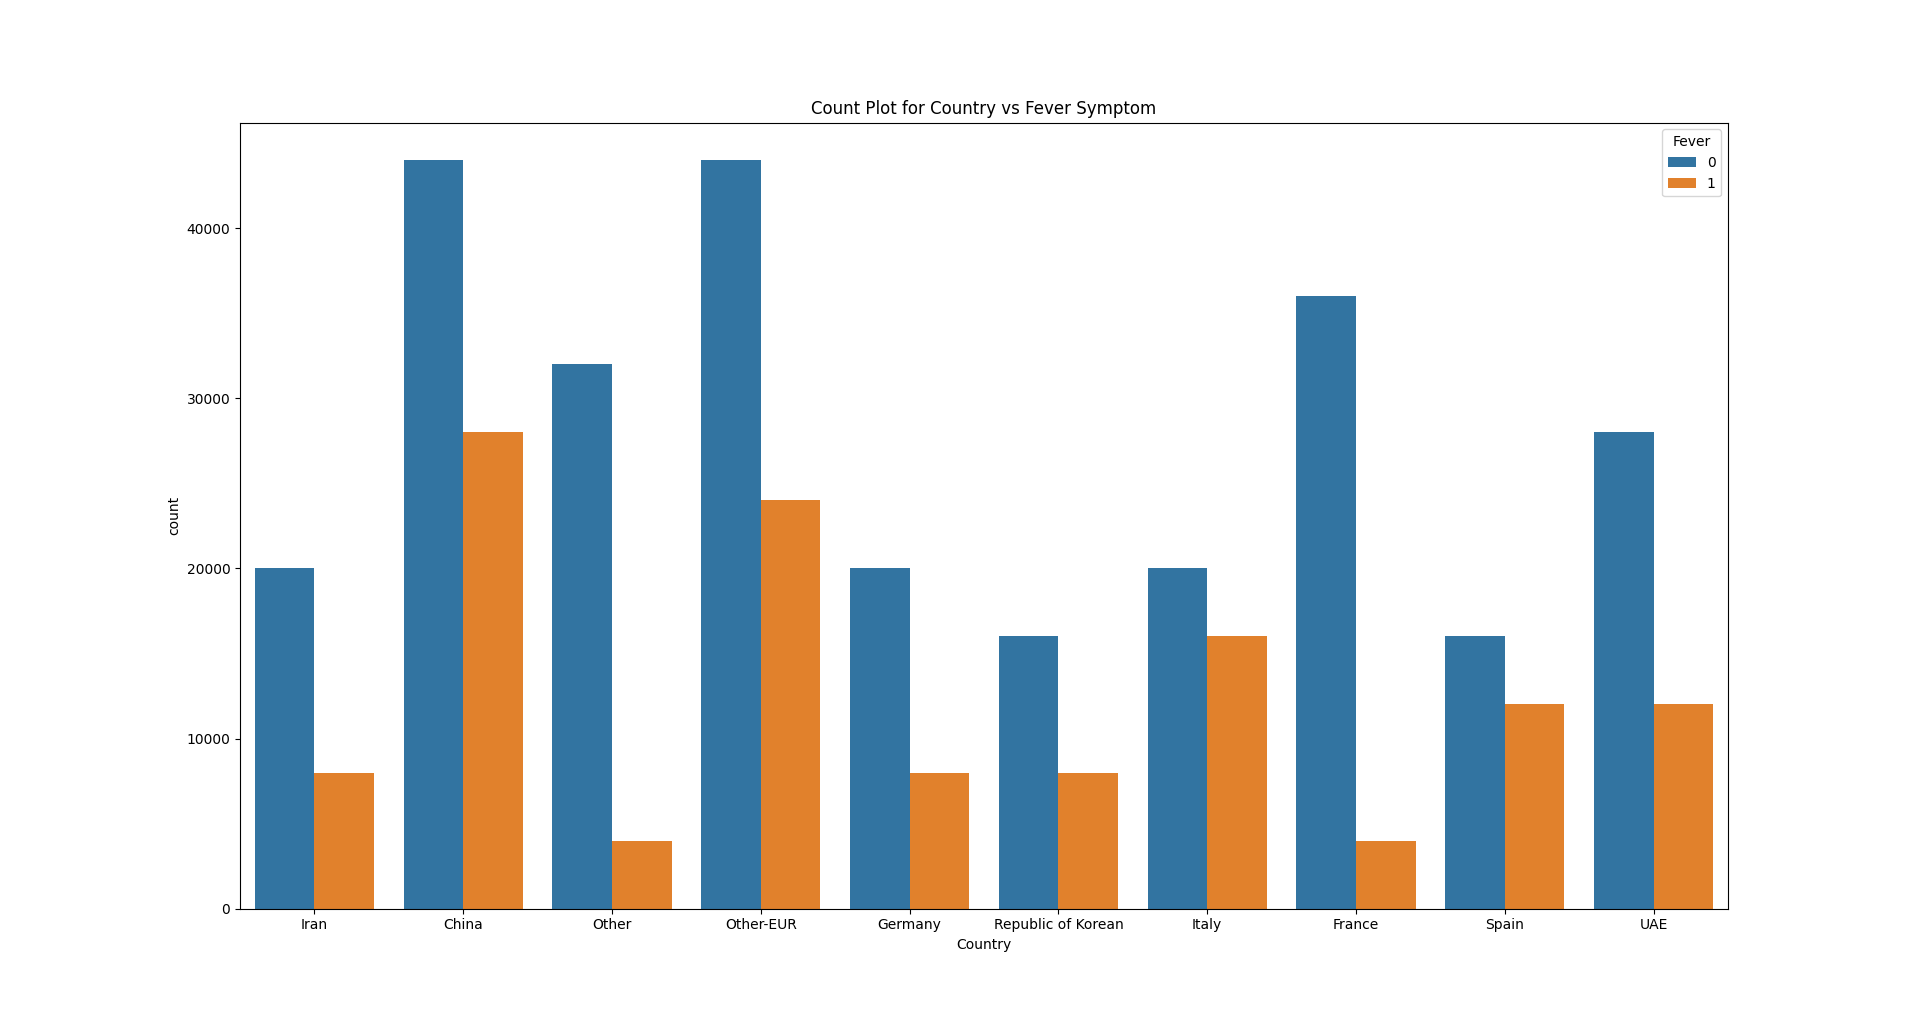 Count Plot for Country vs Fever Symptom
Fever
0
1
40000
30000
20000
10000
0
count
Iran China Other Other-EUR Germany Republic of Korean Italy France Spain UAE
Country